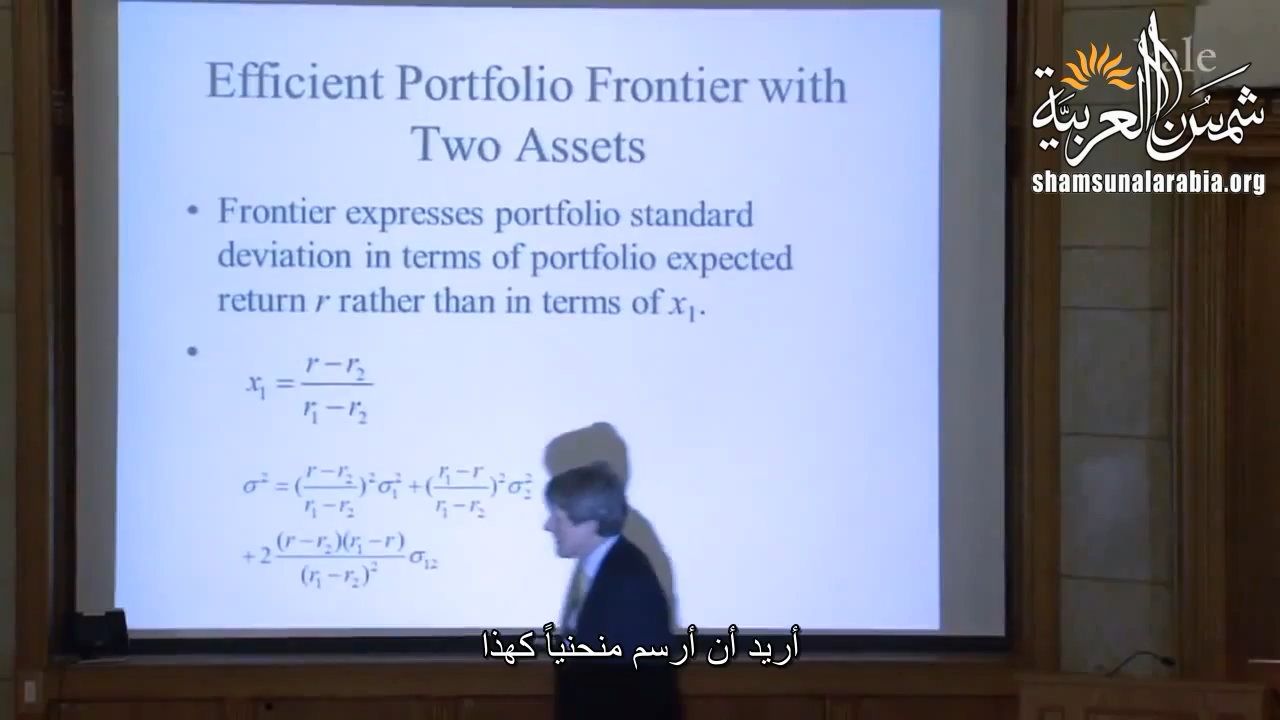 Efficient Portfolio Frontier with
Two Assets
• Frontier expresses portfolio standard
deviation in terms of portfolio expected
return r rather than in terms of x₁.
•
x₁ = (r − r₂)/(r₁ − r₂)
σ² = ((r − r₂)/(r₁ − r₂))²σ₁² + ((r₁ − r)/(r₁ − r₂))²σ₂²
+ 2 (r − r₂)(r₁ − r)/(r₁ − r₂)² σ₁₂
Yale
شمس العربية
shamsunalarabia.org
أريد أن أرسم منحنياً كهذا